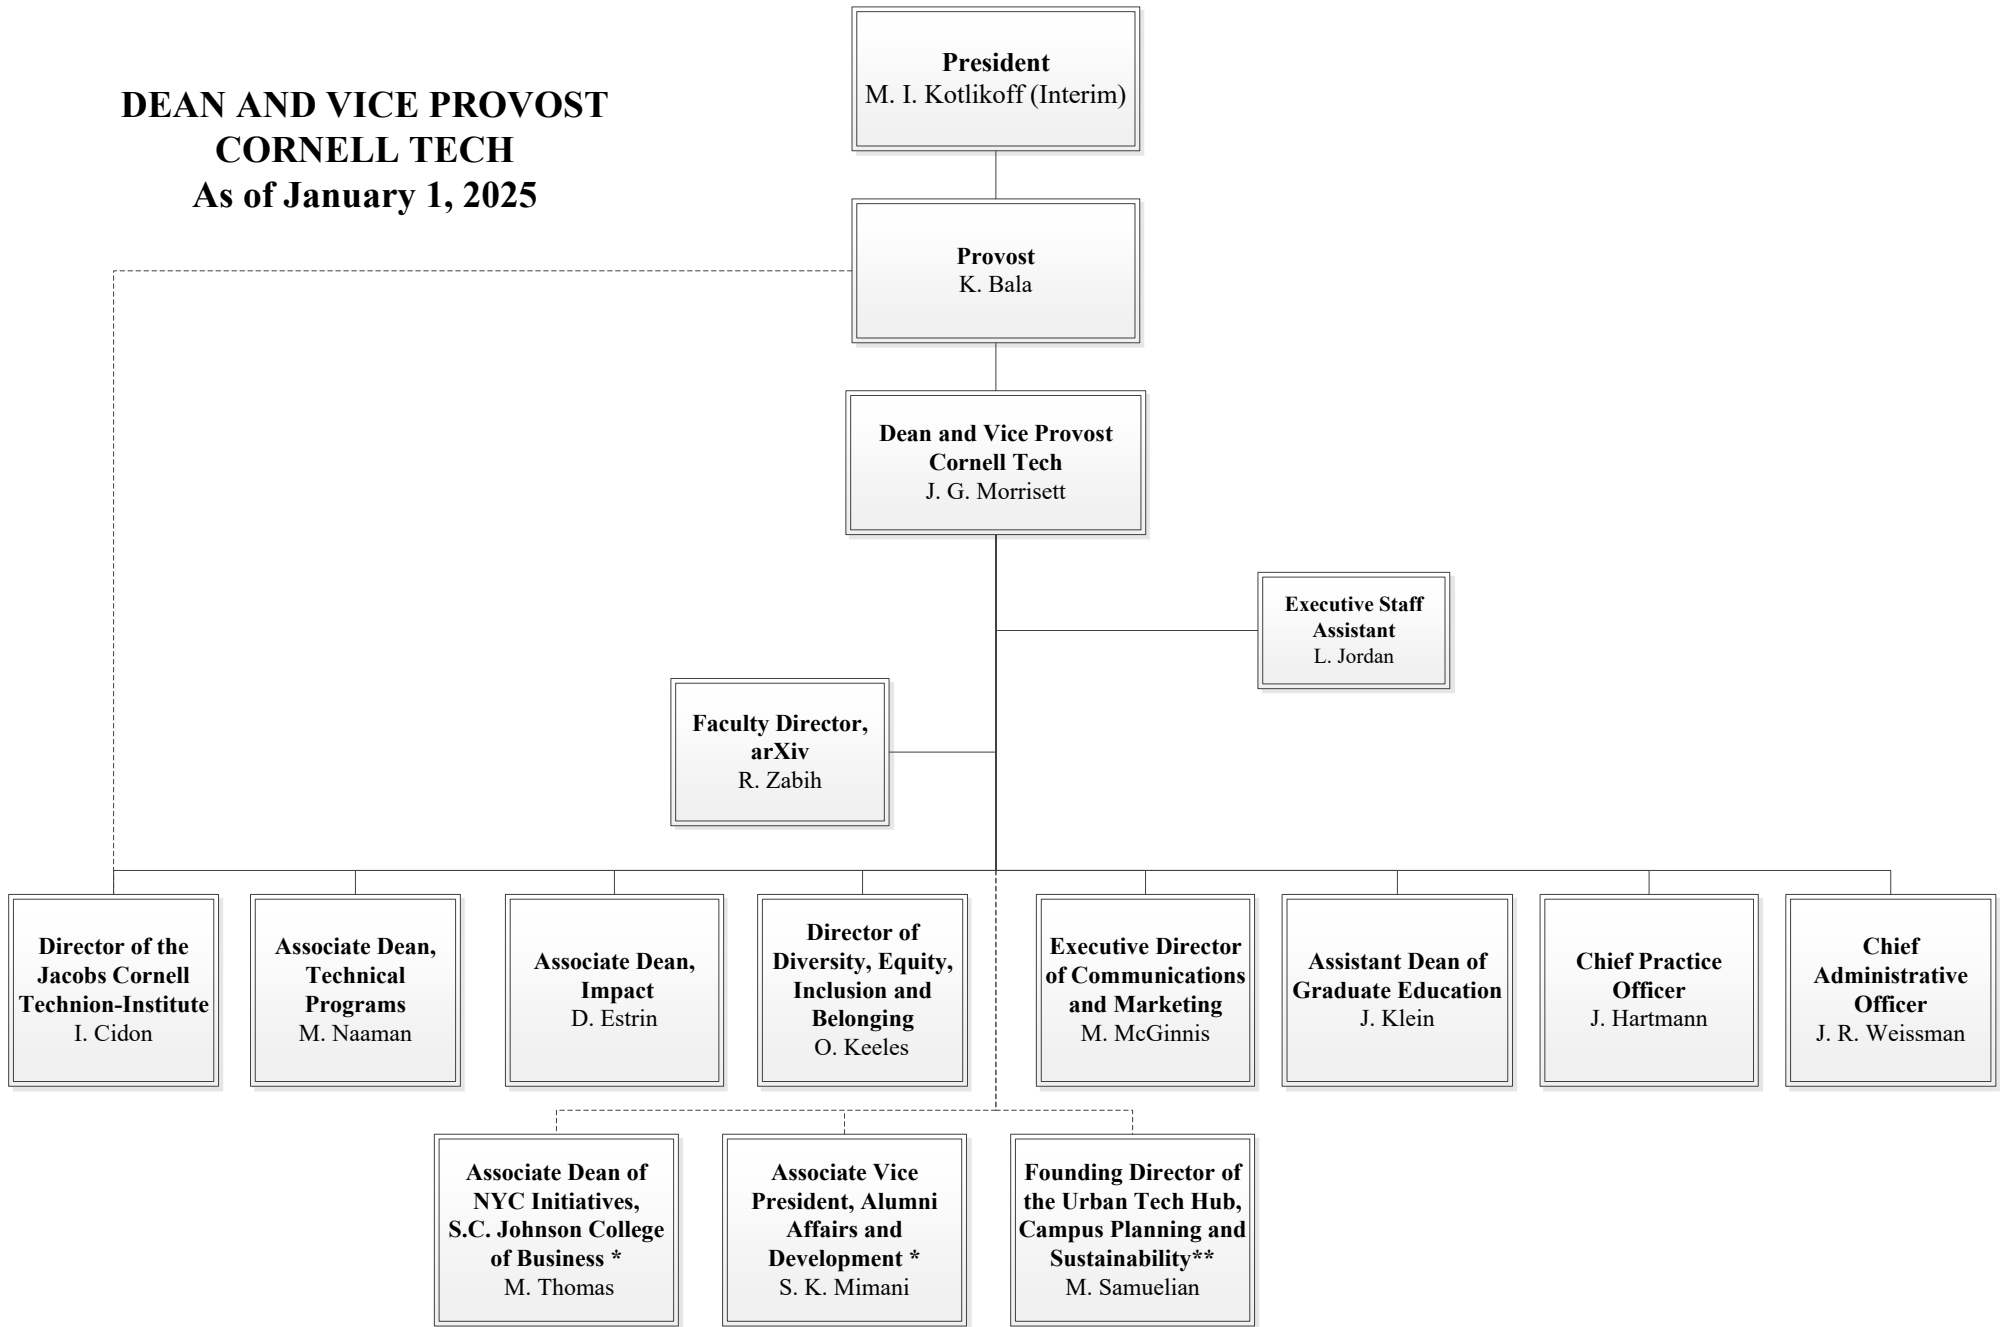 DEAN AND VICE PROVOST
CORNELL TECH
As of January 1, 2025
President
M. I. Kotlikoff (Interim)
Provost
K. Bala
Dean and Vice Provost
Cornell Tech
J. G. Morrisett
Executive Staff
Assistant
L. Jordan
Faculty Director,
arXiv
R. Zabih
Director of the
Jacobs Cornell
Technion-Institute
I. Cidon
Associate Dean,
Technical
Programs
M. Naaman
Associate Dean,
Impact
D. Estrin
Director of
Diversity, Equity,
Inclusion and
Belonging
O. Keeles
Executive Director
of Communications
and Marketing
M. McGinnis
Assistant Dean of
Graduate Education
J. Klein
Chief Practice
Officer
J. Hartmann
Chief
Administrative
Officer
J. R. Weissman
Associate Dean of
NYC Initiatives,
S.C. Johnson College
of Business *
M. Thomas
Associate Vice
President, Alumni
Affairs and
Development *
S. K. Mimani
Founding Director of
the Urban Tech Hub,
Campus Planning and
Sustainability**
M. Samuelian